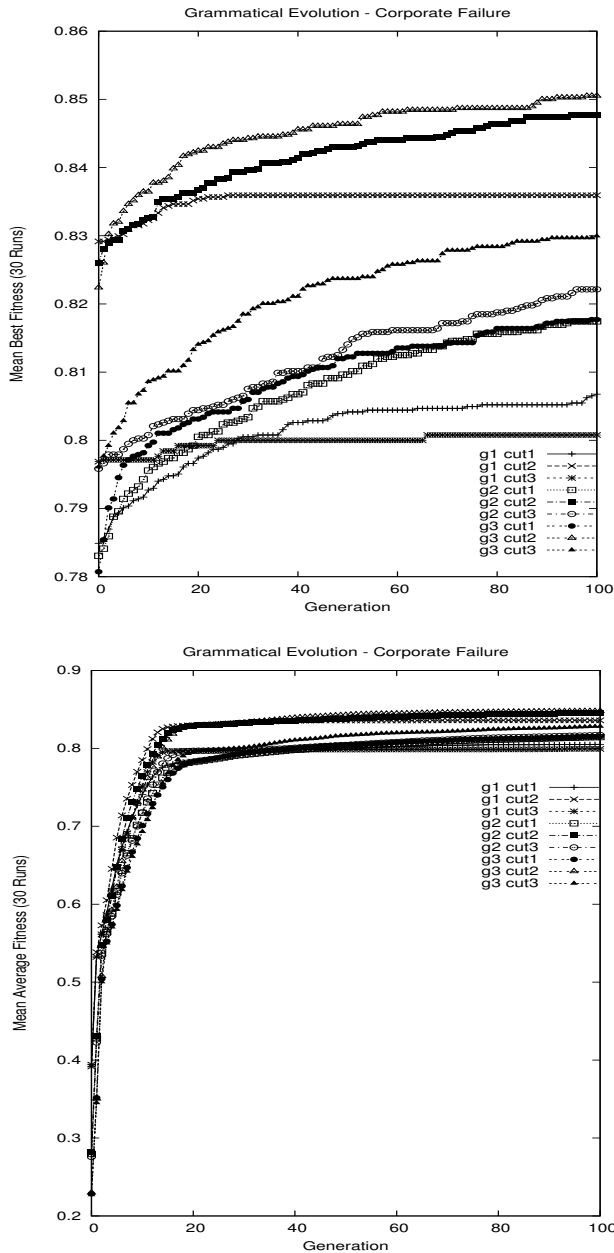 Grammatical Evolution - Corporate Failure
0.86
0.85
0.84
0.83
0.82
0.81
0.8
0.79
0.78
Mean Best Fitness (30 Runs)
g1 cut1
g1 cut2
g1 cut3
g2 cut1
g2 cut2
g2 cut3
g3 cut1
g3 cut2
g3 cut3
0 20 40 60 80 100
Generation
Grammatical Evolution - Corporate Failure
0.9
0.8
0.7
0.6
0.5
0.4
0.3
0.2
Mean Average Fitness (30 Runs)
g1 cut1
g1 cut2
g1 cut3
g2 cut1
g2 cut2
g2 cut3
g3 cut1
g3 cut2
g3 cut3
0 20 40 60 80 100
Generation